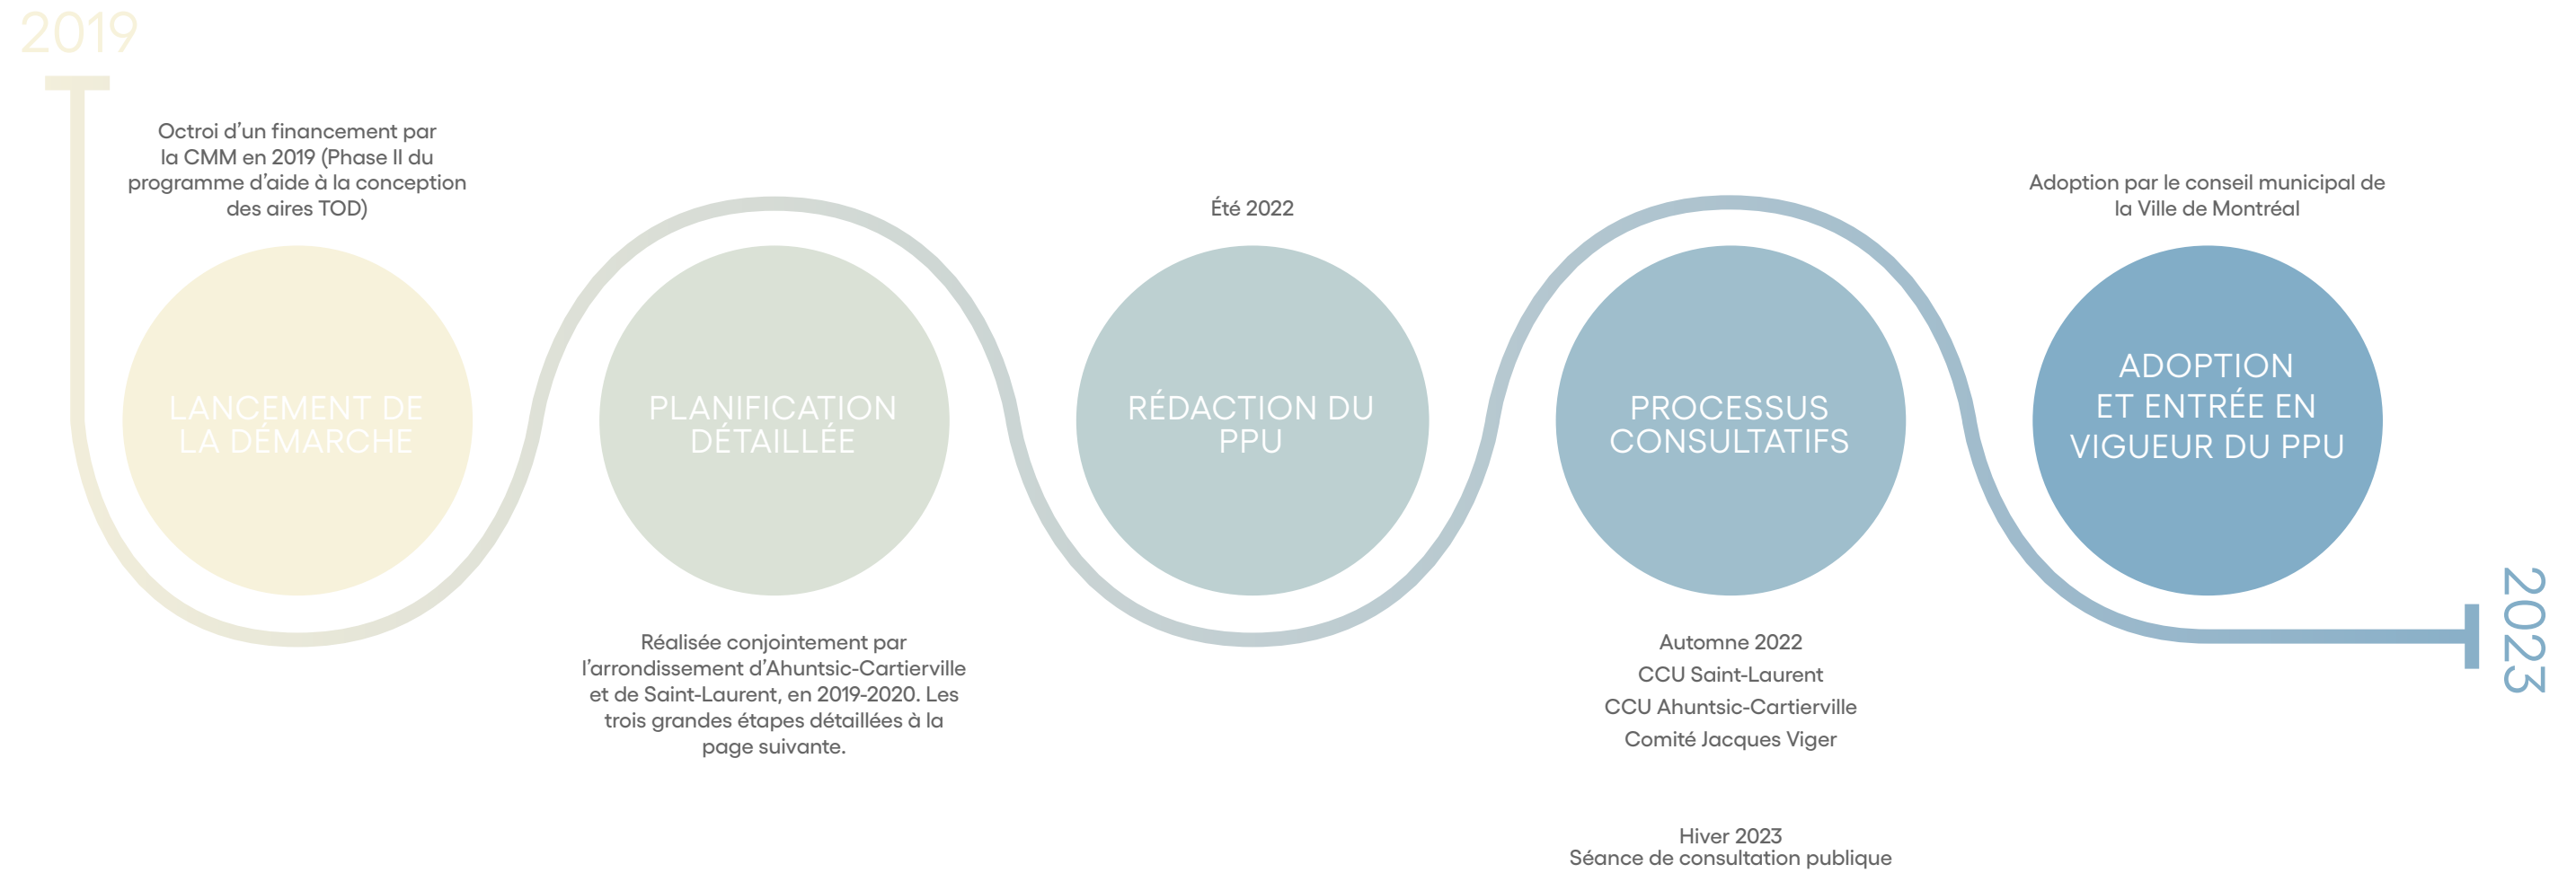 2019
Octroi d’un financement par
la CMM en 2019 (Phase II du
programme d’aide à la conception
des aires TOD)
LANCEMENT DE
LA DÉMARCHE
PLANIFICATION
DÉTAILLÉE
Réalisée conjointement par
l’arrondissement d’Ahuntsic-Cartierville
et de Saint-Laurent, en 2019-2020. Les
trois grandes étapes détaillées à la
page suivante.
Été 2022
RÉDACTION DU
PPU
PROCESSUS
CONSULTATIFS
Automne 2022
CCU Saint-Laurent
CCU Ahuntsic-Cartierville
Comité Jacques Viger
Hiver 2023
Séance de consultation publique
Adoption par le conseil municipal de
la Ville de Montréal
ADOPTION
ET ENTRÉE EN
VIGUEUR DU PPU
2023